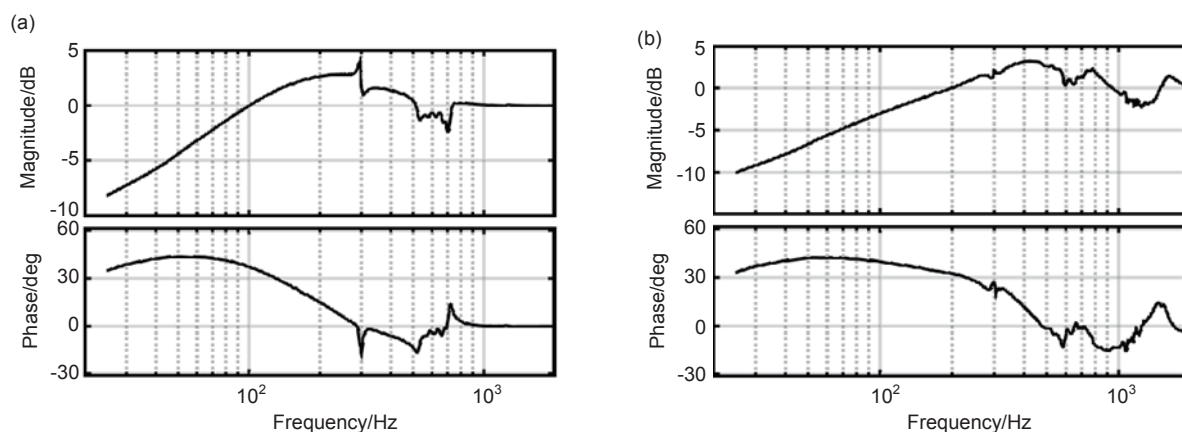 (a)
5
0
-5
-10
Magnitude/dB
60
30
0
-30
Phase/deg
10²
10³
Frequency/Hz
(b)
5
0
-5
-10
Magnitude/dB
60
30
0
-30
Phase/deg
10²
10³
Frequency/Hz